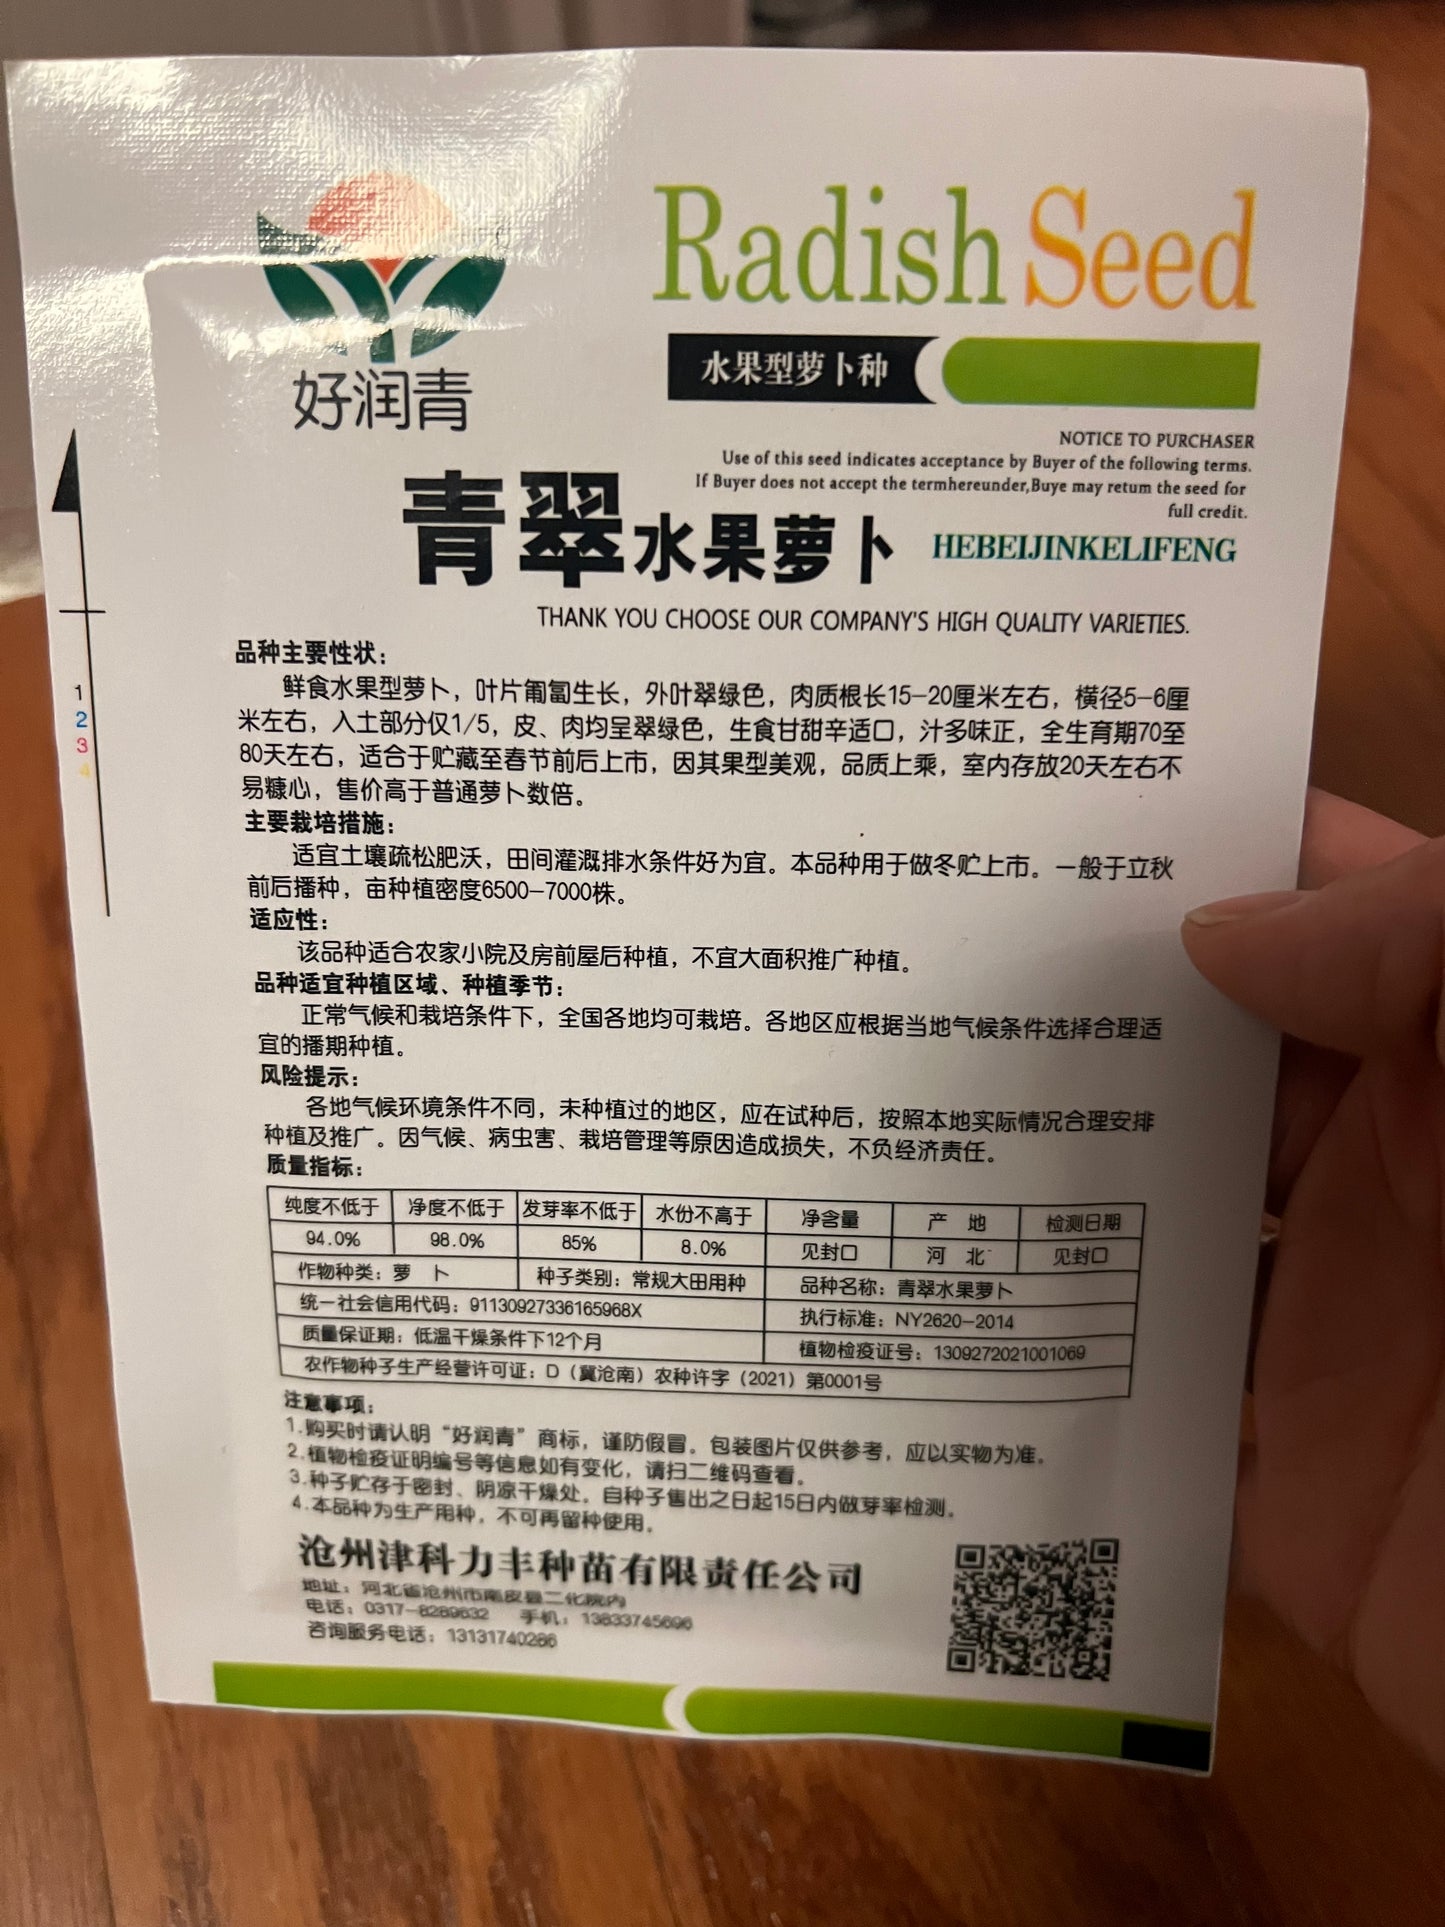 Radish Seed
好润青
水果型萝卜种
NOTICE TO PURCHASER
Use of this seed indicates acceptance by Buyer of the following terms.
If Buyer does not accept the termhereunder,Buye may retum the seed for
full credit.
青翠水果萝卜
HEBEIJINKELIFENG
THANK YOU CHOOSE OUR COMPANY'S HIGH QUALITY VARIETIES.
1
2
3
4
品种主要性状：
鲜食水果型萝卜，叶片匍匐生长，外叶翠绿色，肉质根长15-20厘米左右，横径5-6厘
米左右，入土部分仅1/5，皮、肉均呈翠绿色，生食甘甜辛适口，汁多味正，全生育期70至
80天左右，适合于贮藏至春节前后上市，因其果型美观，品质上乘，室内存放20天左右不
易糠心，售价高于普通萝卜数倍。
主要栽培措施：
适宜土壤疏松肥沃，田间灌溉排水条件好为宜。本品种用于做冬贮上市。一般于立秋
前后播种，亩种植密度6500-7000株。
适应性：
该品种适合农家小院及房前屋后种植，不宜大面积推广种植。
品种适宜种植区域、种植季节：
正常气候和栽培条件下，全国各地均可栽培。各地区应根据当地气候条件选择合理适
宜的播期种植。
风险提示：
各地气候环境条件不同，未种植过的地区，应在试种后，按照本地实际情况合理安排
种植及推广。因气候、病虫害、栽培管理等原因造成损失，不负经济责任。
质量指标：
纯度不低于 净度不低于 发芽率不低于 水份不高于 净含量 产 地 检测日期
94.0% 98.0% 85% 8.0% 见封口 河 北 见封口
作物种类：萝 卜 种子类别：常规大田用种 品种名称：青翠水果萝卜
统一社会信用代码：91130927336165968X 执行标准：NY2620-2014
质量保证期：低温干燥条件下12个月 植物检疫证号：1309272021001069
农作物种子生产经营许可证：D（冀沧南）农种许字（2021）第0001号
注意事项：
1.购买时请认明“好润青”商标，谨防假冒。包装图片仅供参考，应以实物为准。
2.植物检疫证明编号等信息如有变化，请扫二维码查看。
3.种子贮存于密封、阴凉干燥处。自种子售出之日起15日内做芽率检测。
4.本品种为生产用种，不可再留种使用。
沧州津科力丰种苗有限责任公司
地址：河北省沧州市南皮县二化院内
电话：0317-8289632 手机：13833745696
咨询服务电话：13131740286